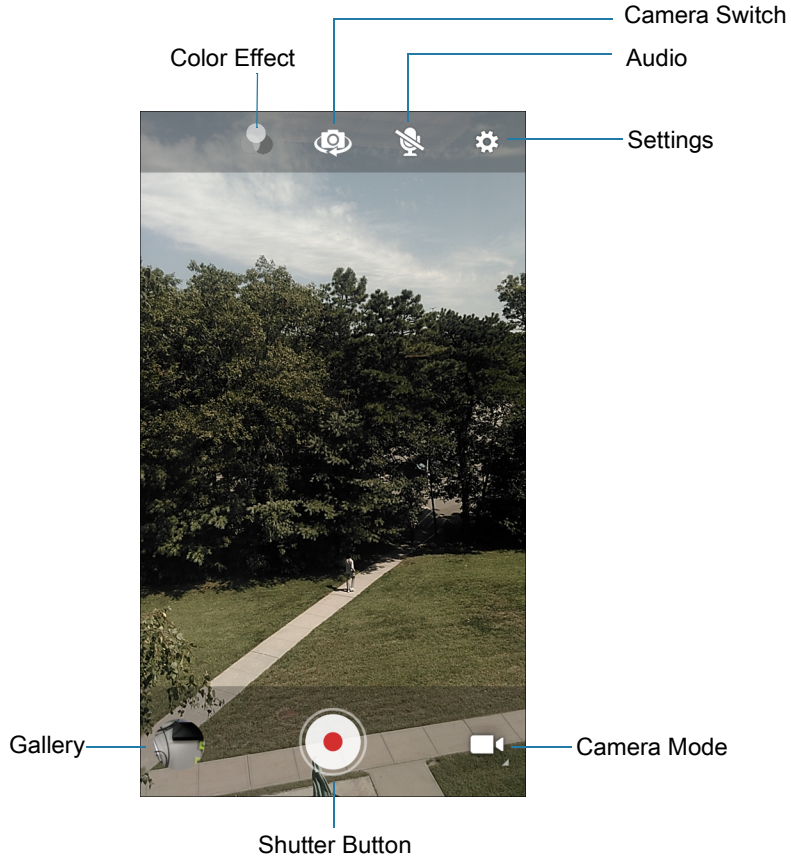 Camera Switch
Color Effect
Audio
Settings
Gallery
Camera Mode
Shutter Button